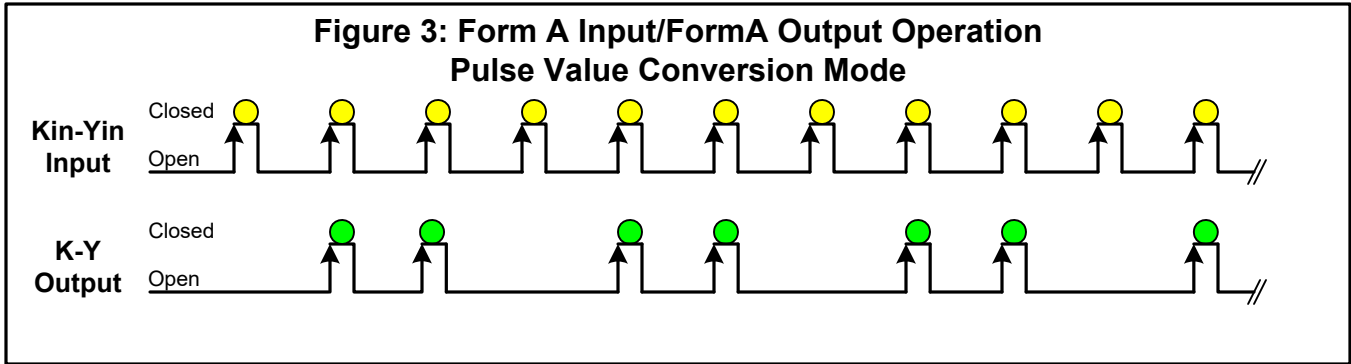 Figure 3: Form A Input/FormA Output Operation
Pulse Value Conversion Mode
Kin-Yin
Input
Closed
Open
K-Y
Output
Closed
Open